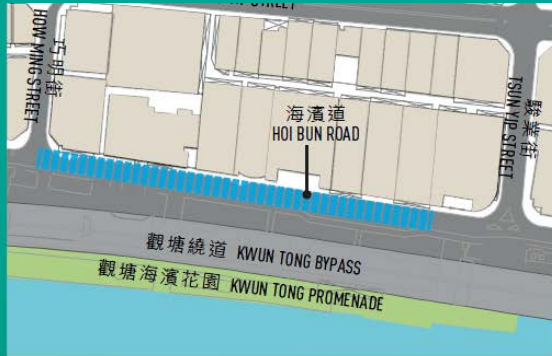 STREET
巧明街
HOW MING STREET
海濱道
HOI BUN ROAD
駿業街
TSUN YIP STREET
觀塘繞道 KWUN TONG BYPASS
觀塘海濱花園 KWUN TONG PROMENADE